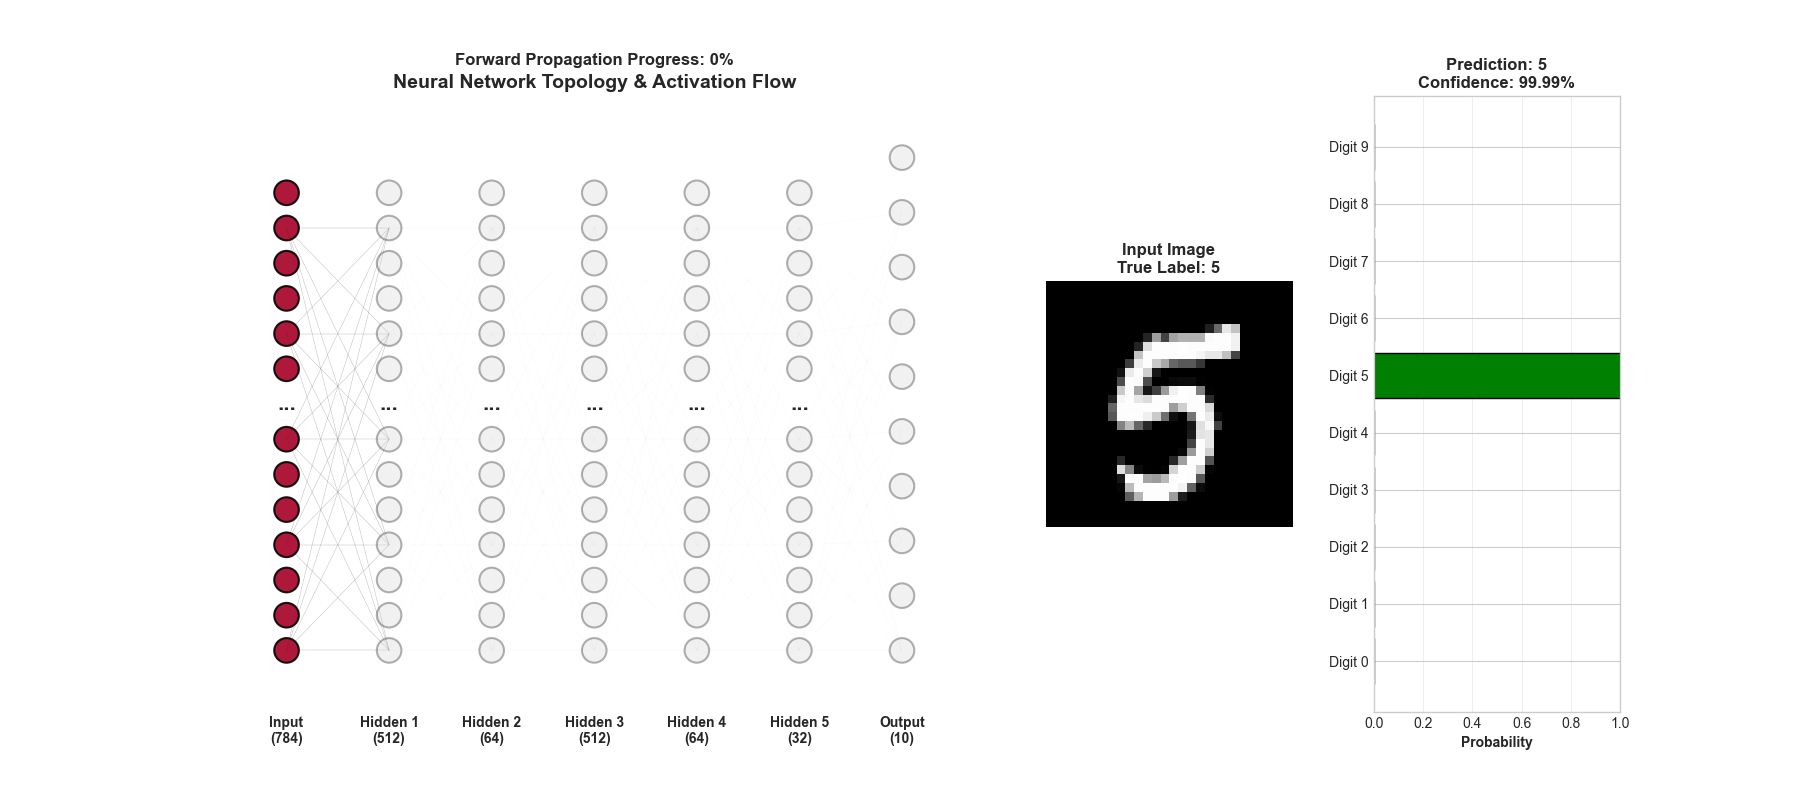 Forward Propagation Progress: 0%
Neural Network Topology & Activation Flow
... ... ... ... ... ...
Input Hidden 1 Hidden 2 Hidden 3 Hidden 4 Hidden 5 Output
(784) (512) (64) (512) (64) (32) (10)
Input Image
True Label: 5
5
Prediction: 5
Confidence: 99.99%
Digit 9
Digit 8
Digit 7
Digit 6
Digit 5
Digit 4
Digit 3
Digit 2
Digit 1
Digit 0
0.0 0.2 0.4 0.6 0.8 1.0
Probability